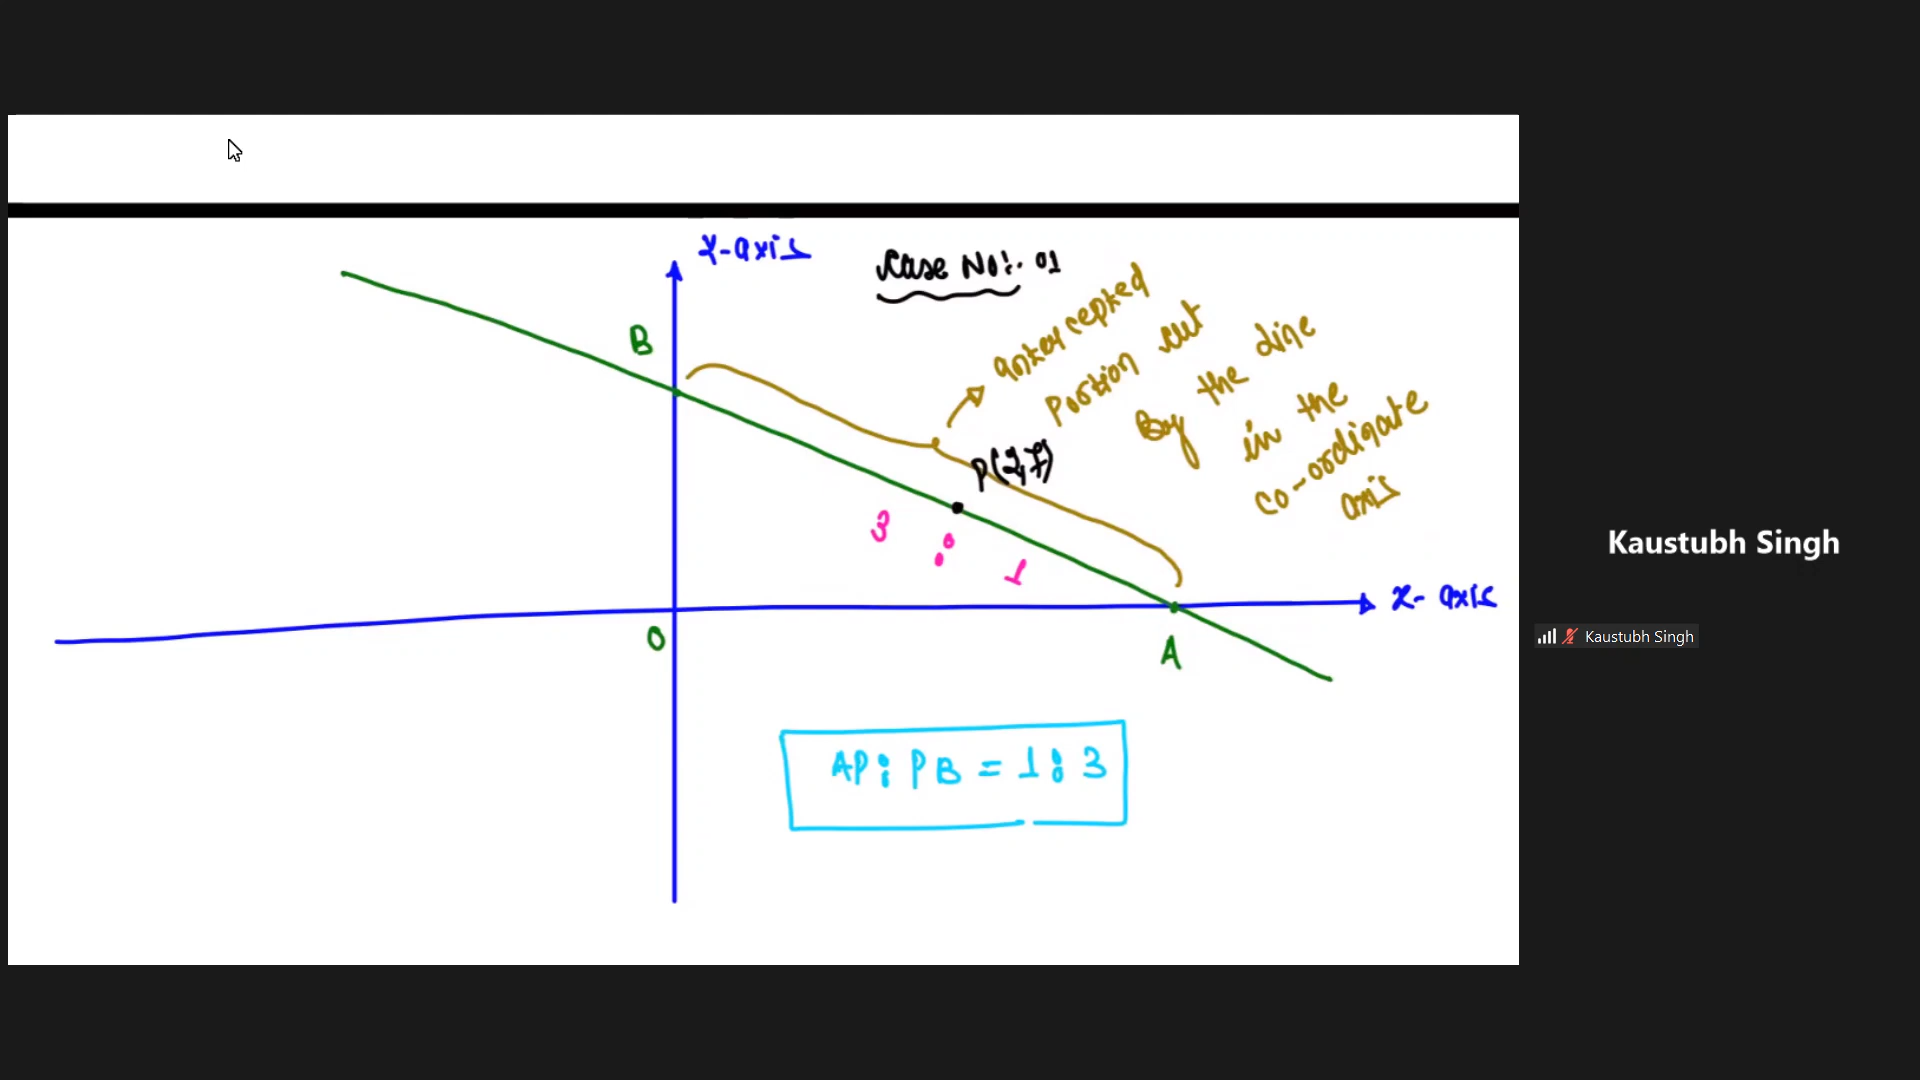 Y-axis
Case No:. 01
intercepted
Portion cut
By the line
in the
co-ordinate
axis
B
P(2,7)
3 : 1
x-axis
O
A
AP : PB = 1 : 3
Kaustubh Singh
Kaustubh Singh